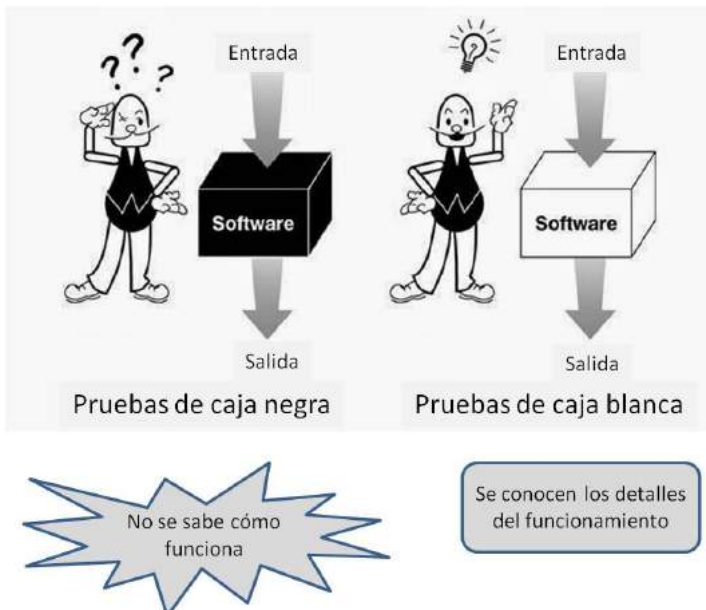 ? ? ?
Entrada
Software
Salida
Pruebas de caja negra
Entrada
Software
Salida
Pruebas de caja blanca
No se sabe cómo
funciona
Se conocen los detalles
del funcionamiento